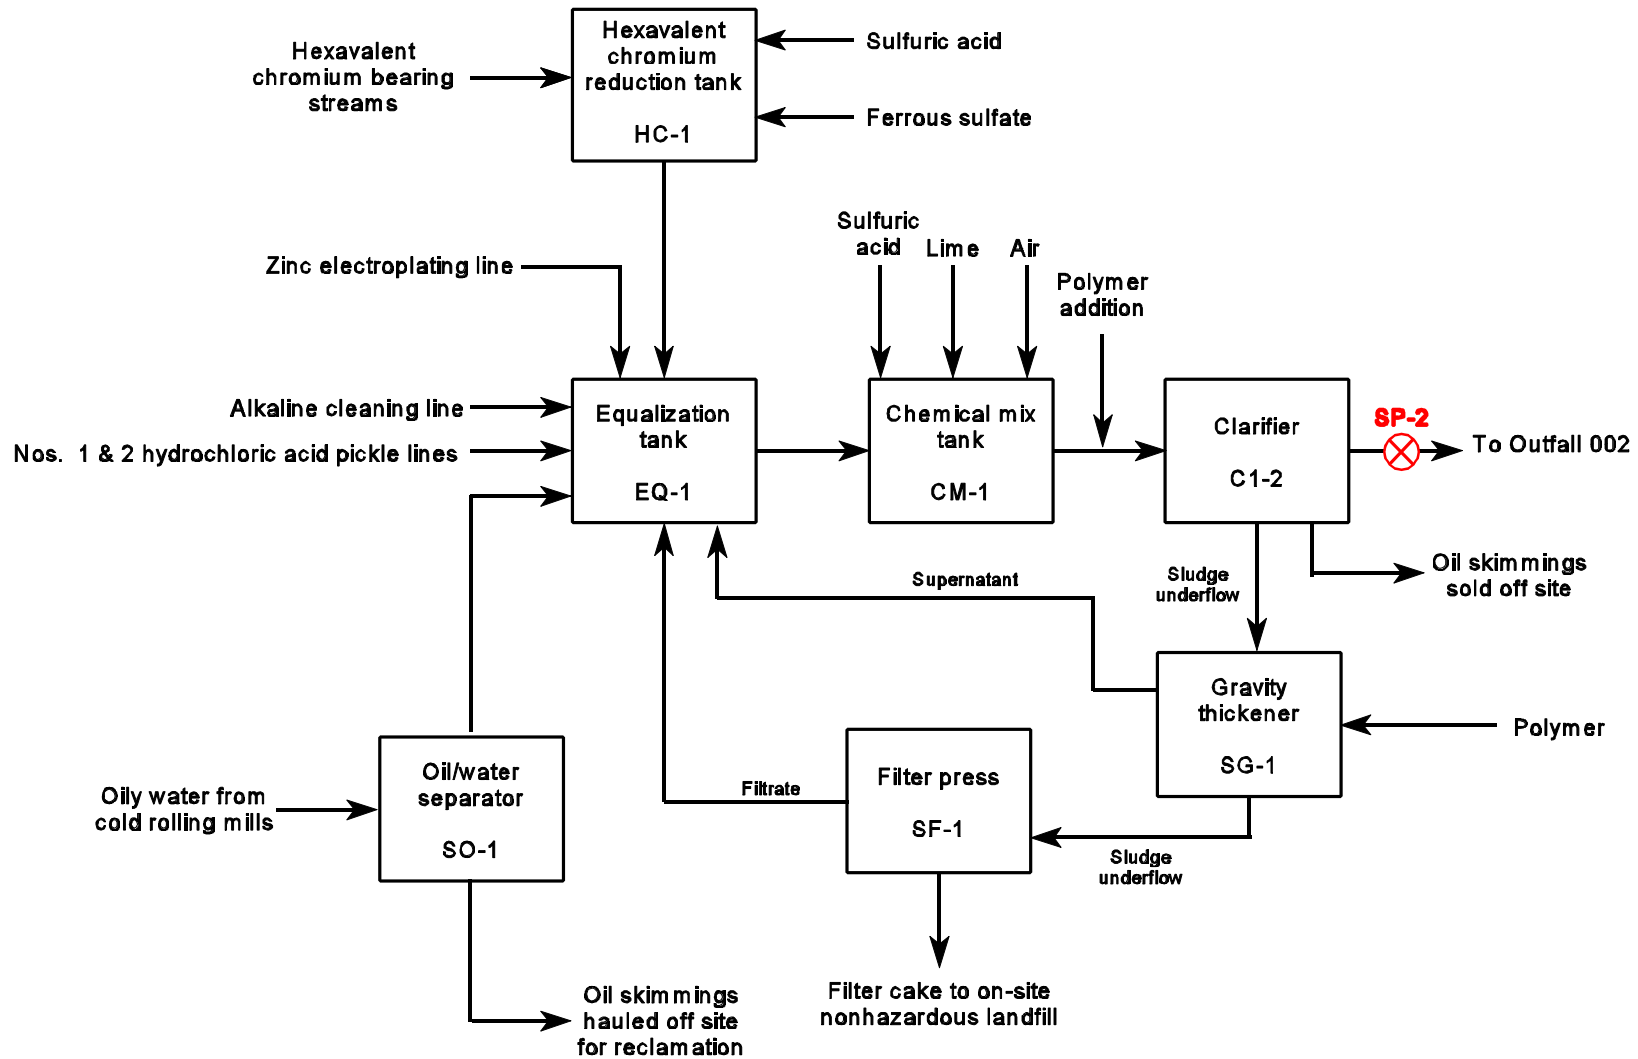 Hexavalent
chromium bearing
streams
Hexavalent
chromium
reduction tank
HC-1
Sulfuric acid
Ferrous sulfate
Zinc electroplating line
Sulfuric
acid
Lime
Air
Polymer
addition
Alkaline cleaning line
Nos. 1 & 2 hydrochloric acid pickle lines
Equalization
tank
EQ-1
Chemical mix
tank
CM-1
Clarifier
C1-2
SP-2
To Outfall 002
Supernatant
Sludge
underflow
Oil skimmings
sold off site
Gravity
thickener
SG-1
Polymer
Oily water from
cold rolling mills
Oil/water
separator
SO-1
Filtrate
Filter press
SF-1
Sludge
underflow
Oil skimmings
hauled off site
for reclamation
Filter cake to on-site
nonhazardous landfill